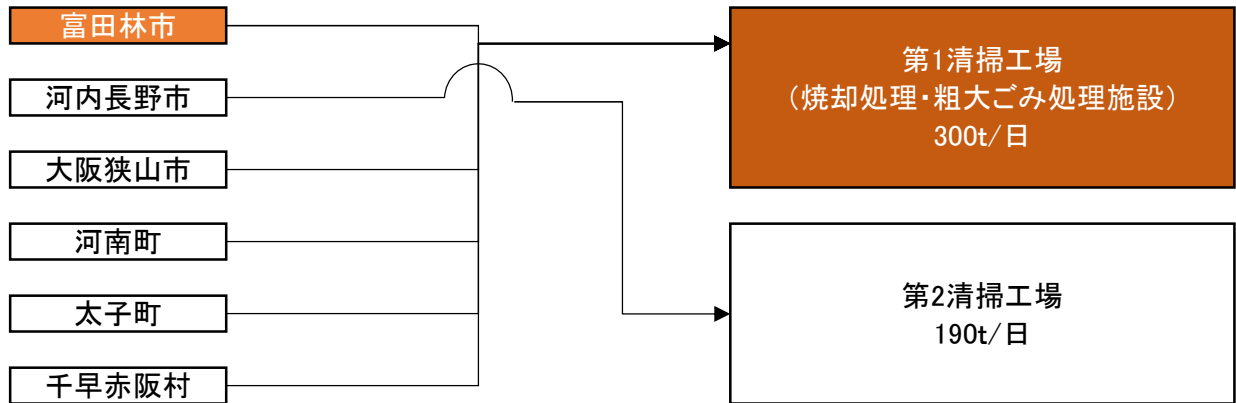 富田林市
河内長野市
大阪狭山市
河南町
太子町
千早赤阪村
第1清掃工場
（焼却処理・粗大ごみ処理施設）
300t/日
第2清掃工場
190t/日